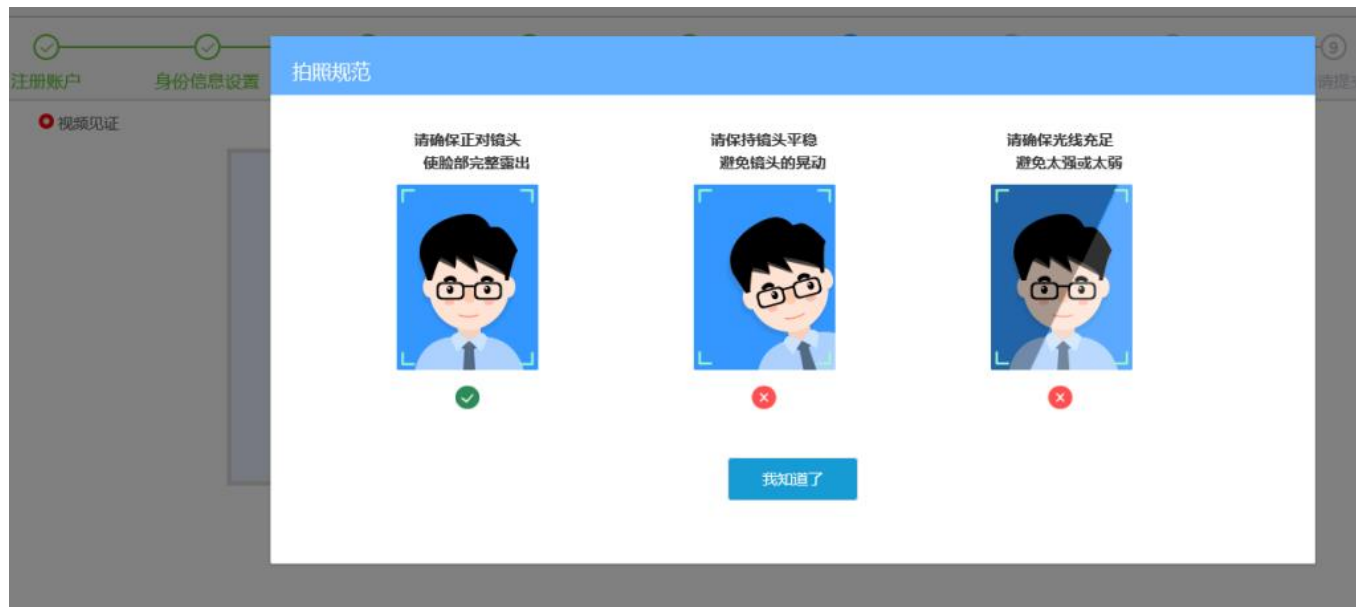 注册账户
身份信息设置
9
请提
视频见证
拍照规范
请确保正对镜头
使脸部完整露出
请保持镜头平稳
避免镜头的晃动
请确保光线充足
避免太强或太弱
我知道了